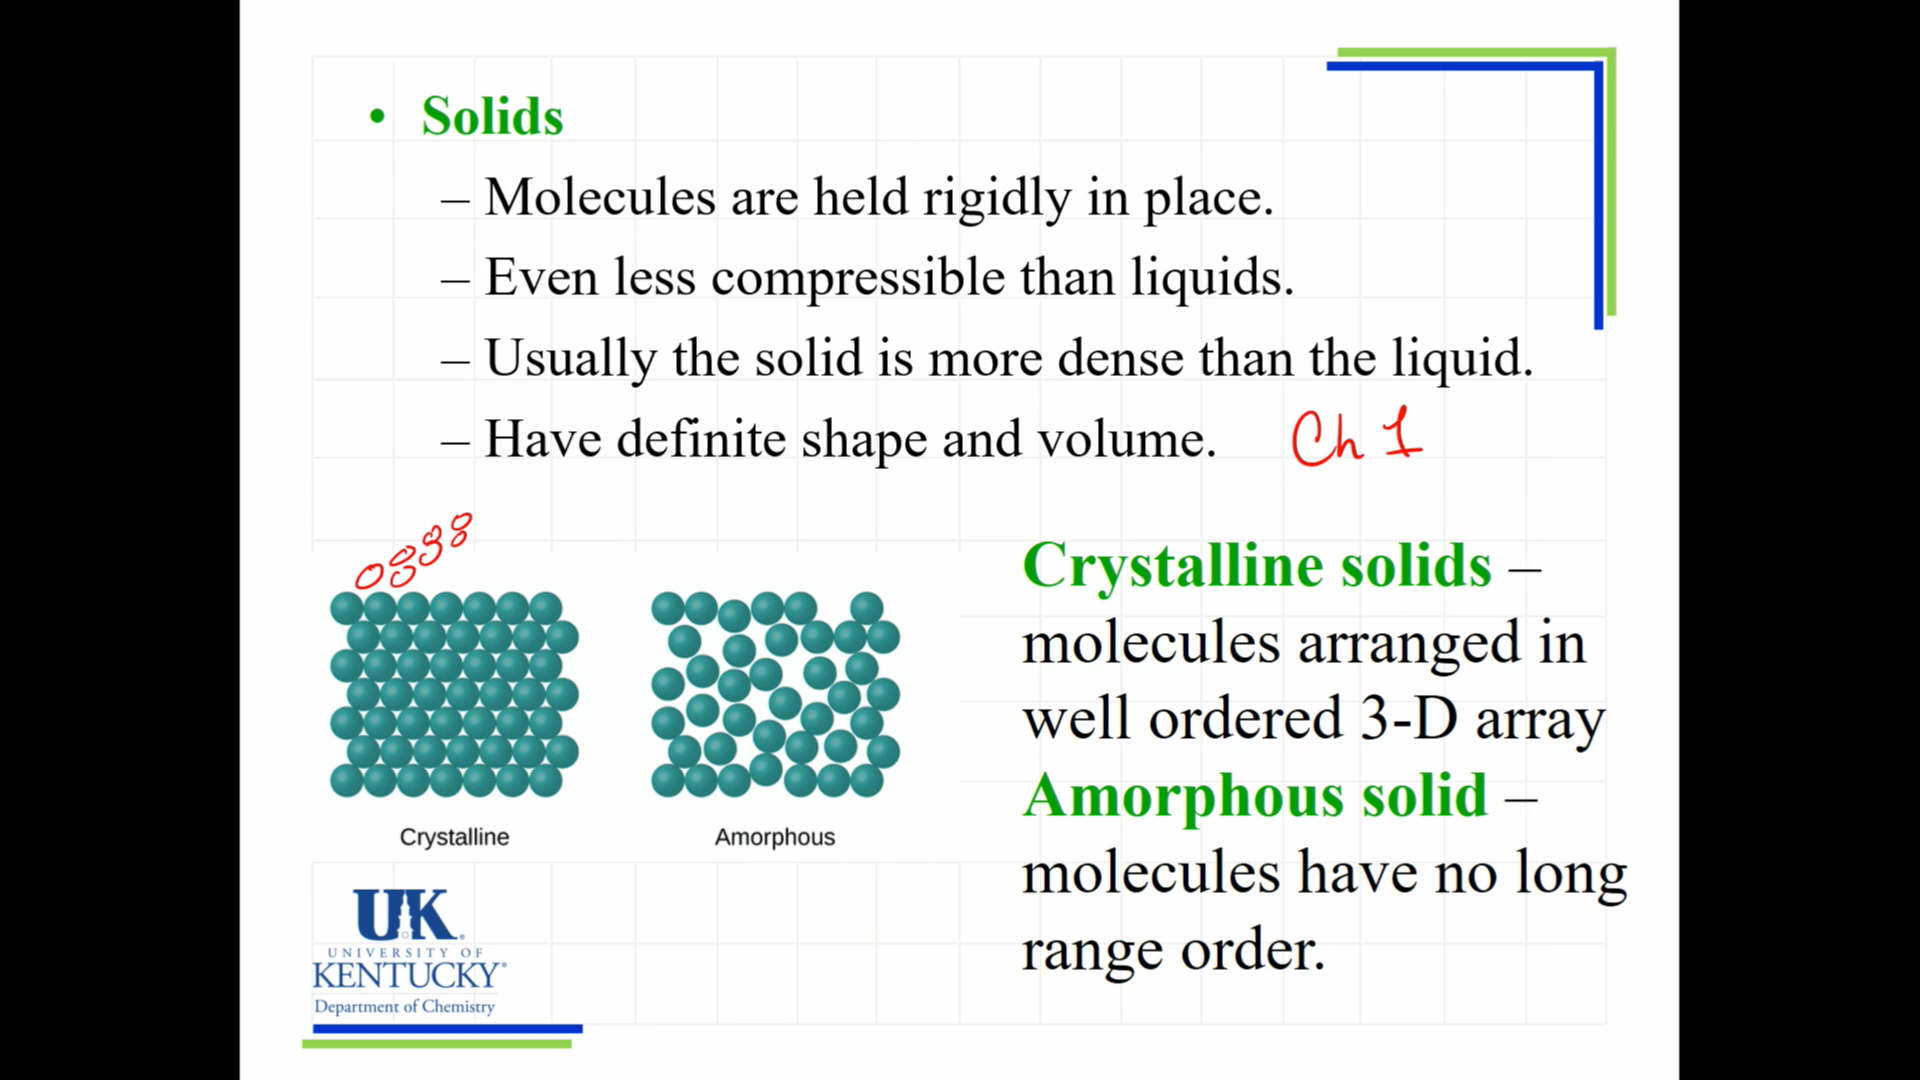 • Solids
– Molecules are held rigidly in place.
– Even less compressible than liquids.
– Usually the solid is more dense than the liquid.
– Have definite shape and volume. Ch 1
Crystalline solids –
molecules arranged in
well ordered 3-D array
Amorphous solid –
molecules have no long
range order.
Crystalline
Amorphous
UK
UNIVERSITY OF
KENTUCKY®
Department of Chemistry